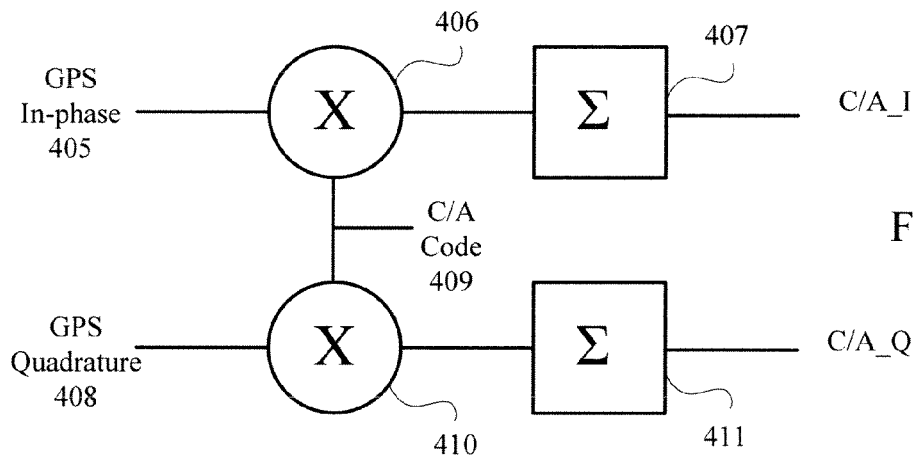 406
407
GPS
In-phase
405
X
Σ
C/A_I
C/A
Code
409
F
GPS
Quadrature
408
X
Σ
C/A_Q
410
411